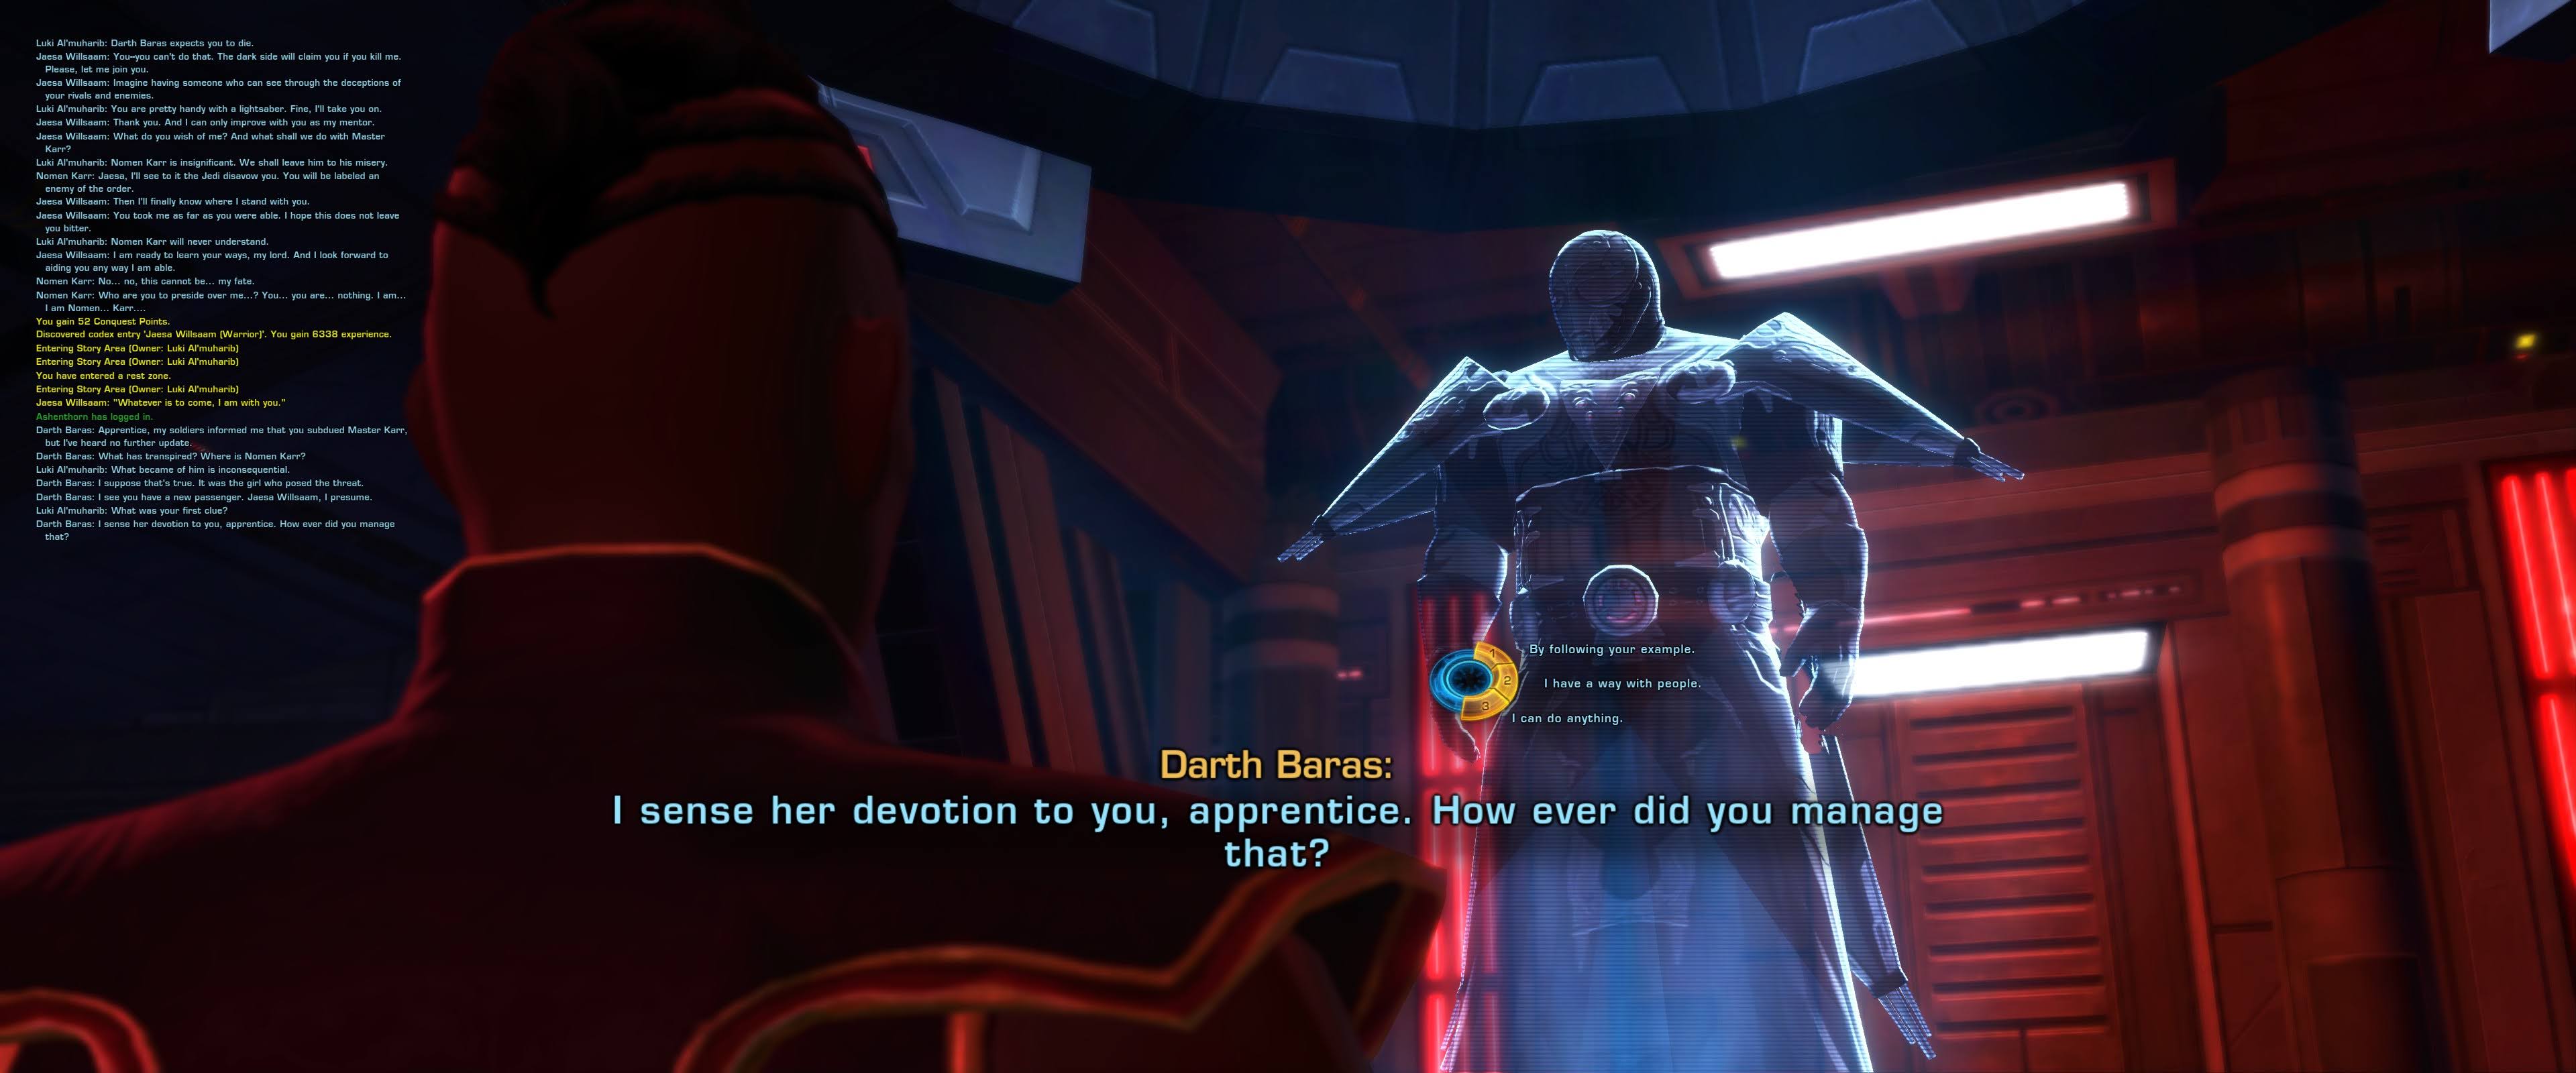 Luki Al'muharib: Darth Baras expects you to die.
Jaesa Willsaam: You—you can't do that. The dark side will claim you if you kill me.
Please, let me join you.
Jaesa Willsaam: Imagine having someone who can see through the deceptions of
your rivals and enemies.
Luki Al'muharib: You are pretty handy with a lightsaber. Fine, I'll take you on.
Jaesa Willsaam: Thank you. And I can only improve with you as my mentor.
Jaesa Willsaam: What do you wish of me? And what shall we do with Master
Karr?
Luki Al'muharib: Nomen Karr is insignificant. We shall leave him to his misery.
Nomen Karr: Jaesa, I'll see to it the Jedi disavow you. You will be labeled an
enemy of the order.
Jaesa Willsaam: Then I'll finally know where I stand with you.
Jaesa Willsaam: You took me as far as you were able. I hope this does not leave
you bitter.
Luki Al'muharib: Nomen Karr will never understand.
Jaesa Willsaam: I am ready to learn your ways, my lord. And I look forward to
aiding you any way I am able.
Nomen Karr: No... no, this cannot be... my fate.
Nomen Karr: Who are you to preside over me...? You... you are... nothing. I am...
I am Nomen... Karr....
You gain 52 Conquest Points.
Discovered codex entry 'Jaesa Willsaam (Warrior)'. You gain 6338 experience.
Entering Story Area (Owner: Luki Al'muharib)
Entering Story Area (Owner: Luki Al'muharib)
You have entered a rest zone.
Entering Story Area (Owner: Luki Al'muharib)
Jaesa Willsaam: "Whatever is to come, I am with you."
Ashenthorn has logged in.
Darth Baras: Apprentice, my soldiers informed me that you subdued Master Karr,
but I've heard no further update.
Darth Baras: What has transpired? Where is Nomen Karr?
Luki Al'muharib: What became of him is inconsequential.
Darth Baras: I suppose that's true. It was the girl who posed the threat.
Darth Baras: I see you have a new passenger. Jaesa Willsaam, I presume.
Luki Al'muharib: What was your first clue?
Darth Baras: I sense her devotion to you, apprentice. How ever did you manage
that?
1 By following your example.
2 I have a way with people.
3 I can do anything.
Darth Baras:
I sense her devotion to you, apprentice. How ever did you manage
that?